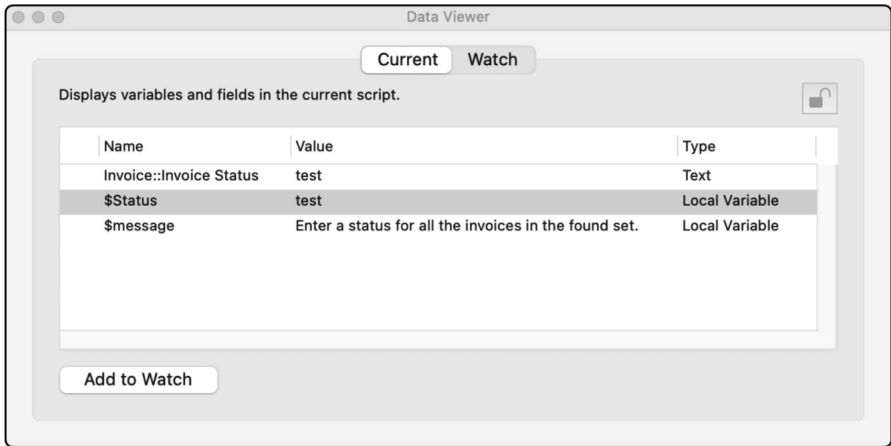 Data Viewer
Current Watch
Displays variables and fields in the current script.
Name Value Type
Invoice::Invoice Status test Text
$Status test Local Variable
$message Enter a status for all the invoices in the found set. Local Variable
Add to Watch